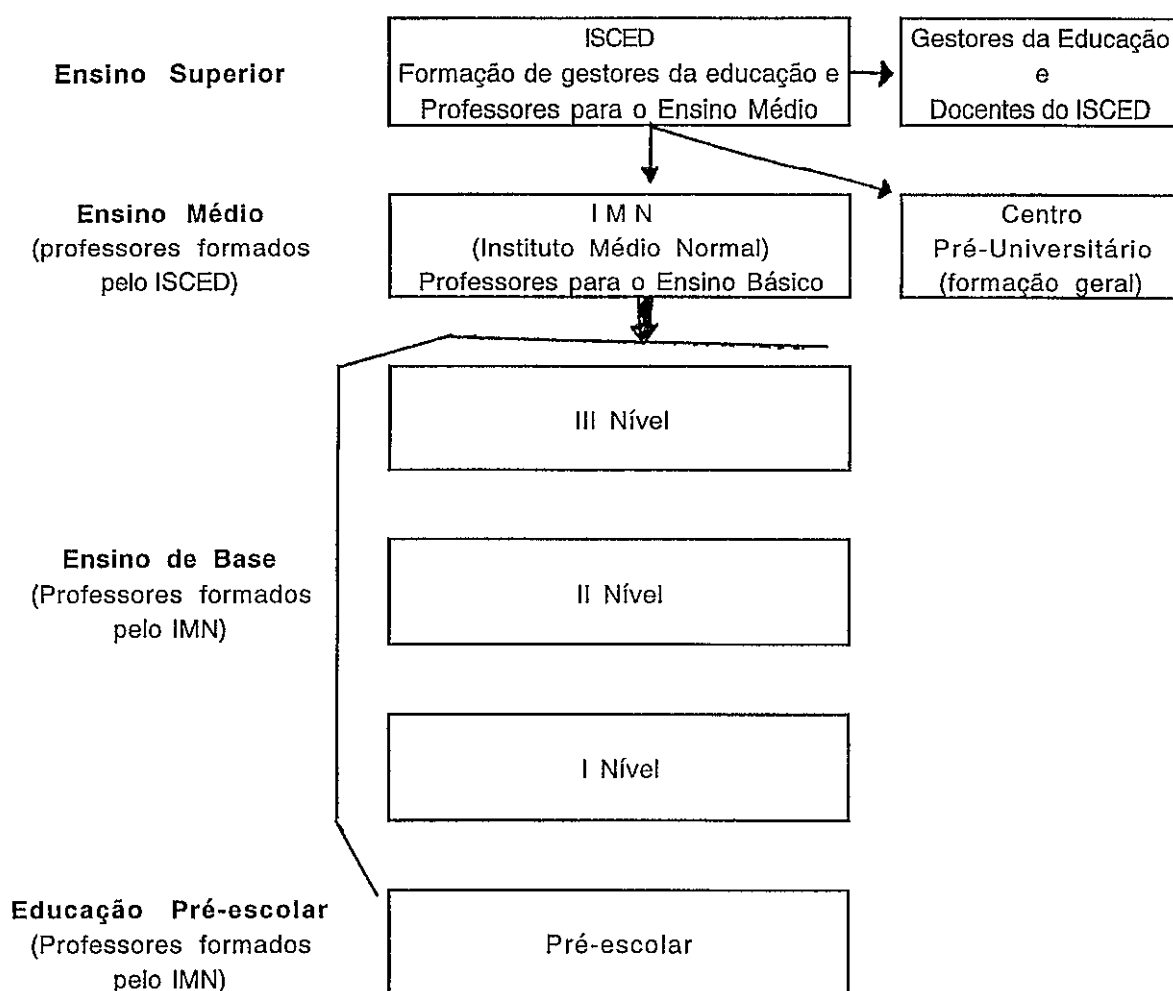 Ensino Superior
ISCED
Formação de gestores da educação e
Professores para o Ensino Médio
Gestores da Educação
e
Docentes do ISCED
Ensino Médio
(professores formados
pelo ISCED)
I M N
(Instituto Médio Normal)
Professores para o Ensino Básico
Centro
Pré-Universitário
(formação geral)
III Nível
Ensino de Base
(Professores formados
pelo IMN)
II Nível
I Nível
Educação Pré-escolar
(Professores formados
pelo IMN)
Pré-escolar